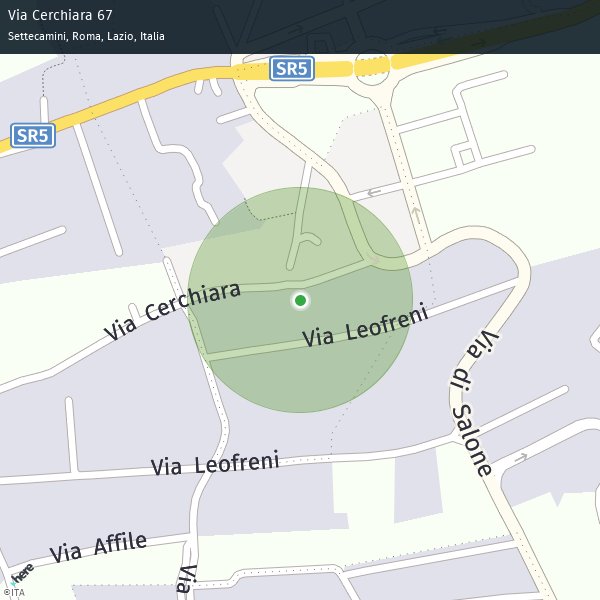 Via Cerchiara 67
Settecamini, Roma, Lazio, Italia
SR5
SR5
Via Cerchiara
Via Leofreni
Via di Salone
Via Leofreni
Via Affile
Via
here
©ITA